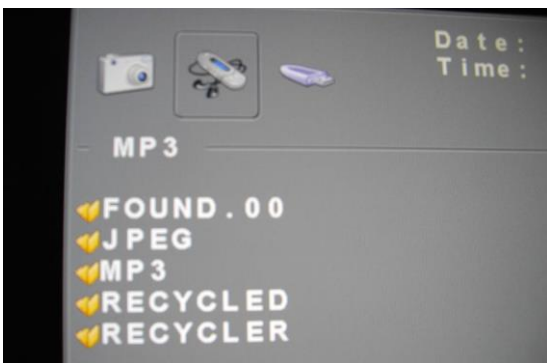 Date:
Time:
MP3
FOUND.00
JPEG
MP3
RECYCLED
RECYCLER